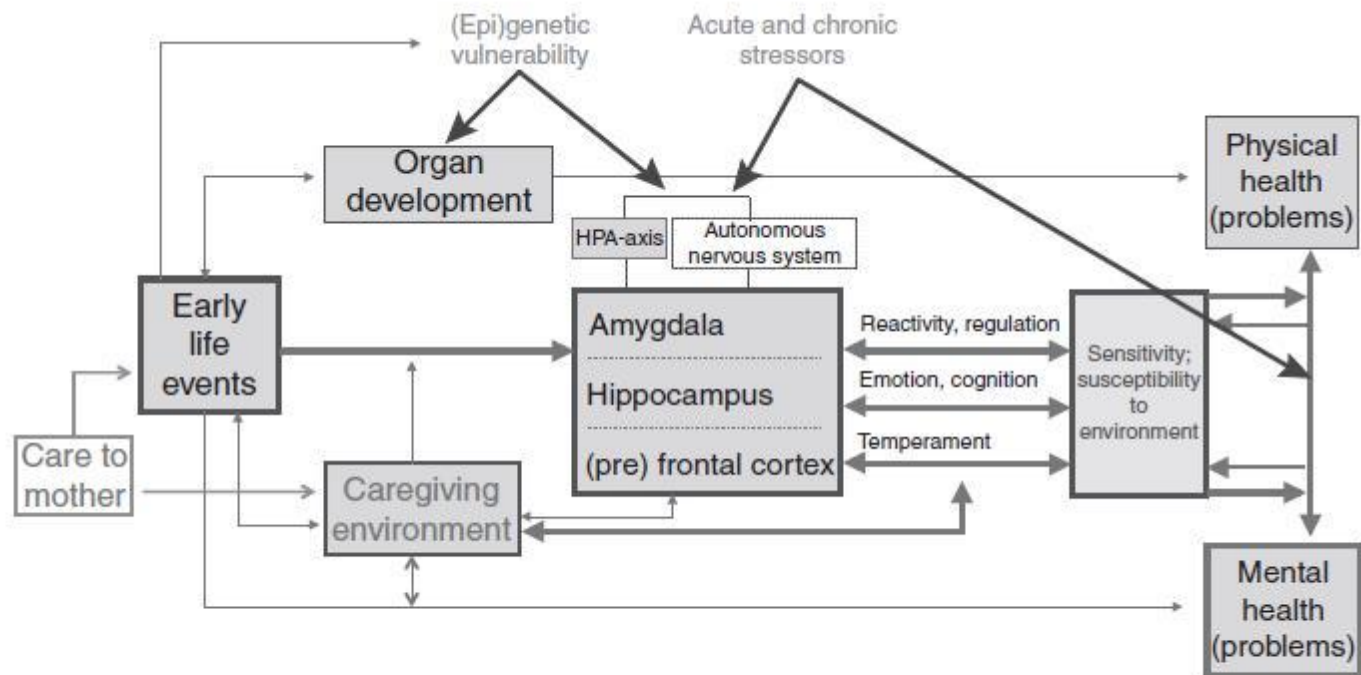 (Epi)genetic
vulnerability
Acute and chronic
stressors
Organ
development
Physical
health
(problems)
HPA-axis
Autonomous
nervous system
Early
life
events
Amygdala
Hippocampus
(pre) frontal cortex
Reactivity, regulation
Emotion, cognition
Temperament
Sensitivity;
susceptibility
to
environment
Care to
mother
Caregiving
environment
Mental
health
(problems)